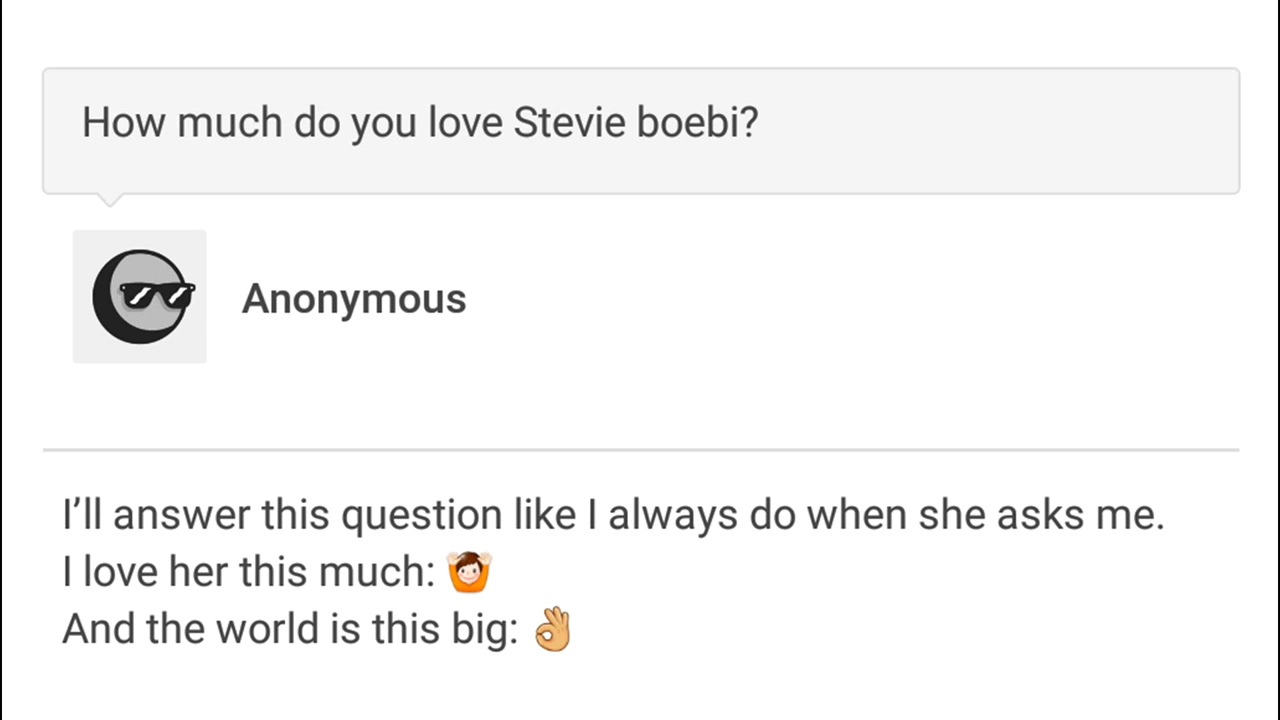 How much do you love Stevie boebi?
Anonymous
I’ll answer this question like I always do when she asks me.
I love her this much: 🙆
And the world is this big: 👌🏼